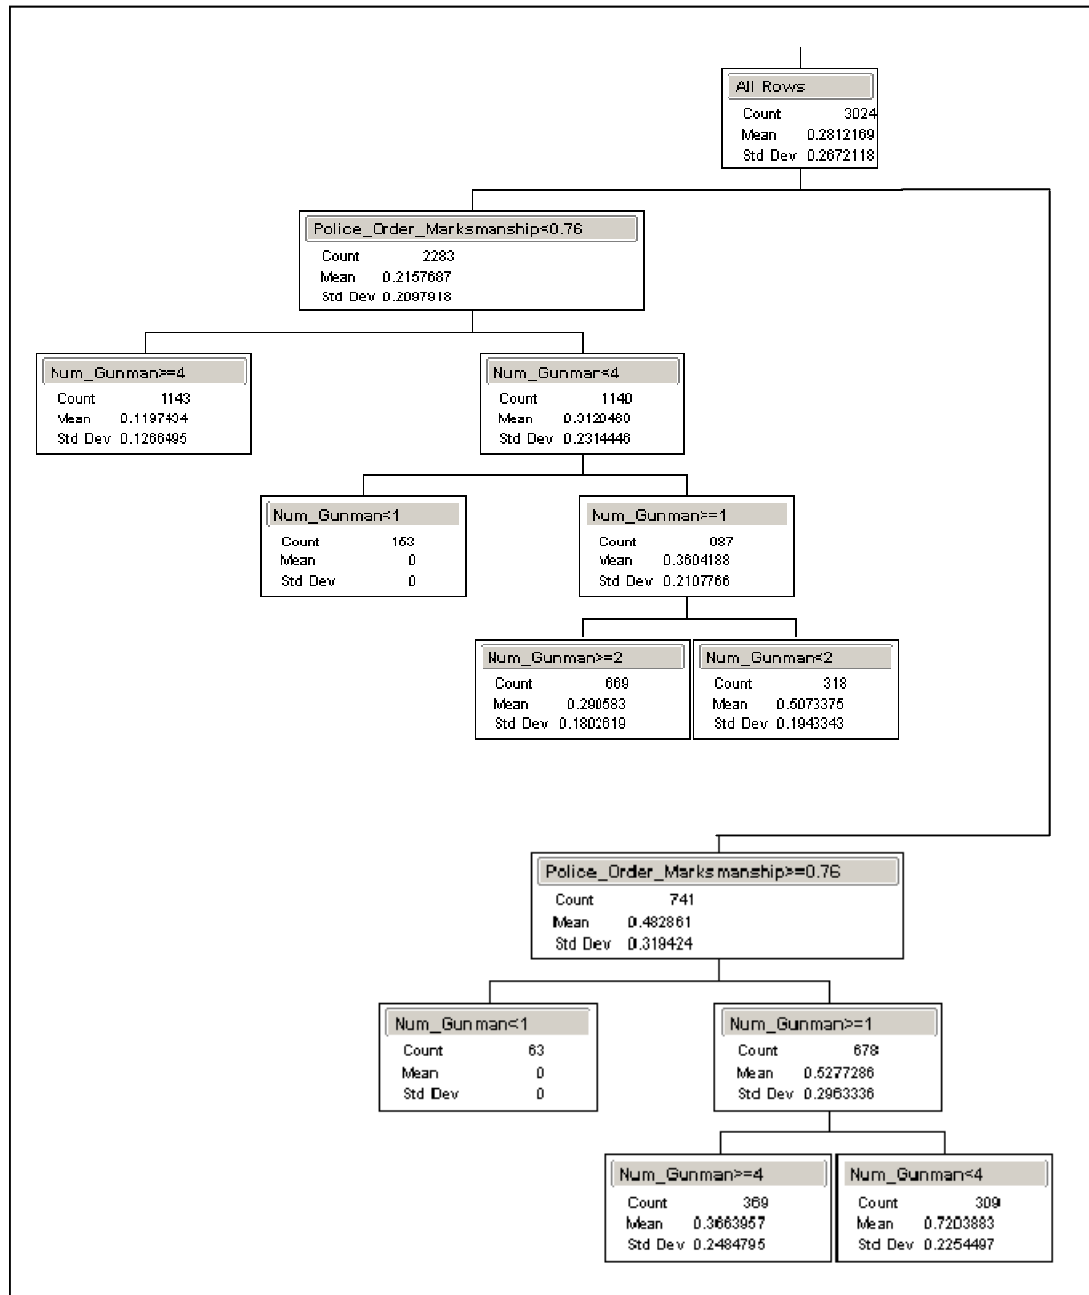 All Rows
Count 3024
Mean 0.2812169
Std Dev 0.2672118
Police_Order_Marksmanship<0.76
Count 2283
Mean 0.2157687
Std Dev 0.2097918
Num_Gunman>=4
Count 1143
Mean 0.1197434
Std Dev 0.1266495
Num_Gunman<4
Count 1140
Mean 0.3120468
Std Dev 0.2314446
Num_Gunman<1
Count 153
Mean 0
Std Dev 0
Num_Gunman>=1
Count 987
Mean 0.3604188
Std Dev 0.2107766
Num_Gunman>=2
Count 669
Mean 0.290583
Std Dev 0.1802619
Num_Gunman<2
Count 318
Mean 0.5073375
Std Dev 0.1943343
Police_Order_Marksmanship>=0.76
Count 741
Mean 0.482861
Std Dev 0.319424
Num_Gunman<1
Count 63
Mean 0
Std Dev 0
Num_Gunman>=1
Count 678
Mean 0.5277286
Std Dev 0.2963336
Num_Gunman>=4
Count 369
Mean 0.3663957
Std Dev 0.2484795
Num_Gunman<4
Count 309
Mean 0.7203883
Std Dev 0.2254497